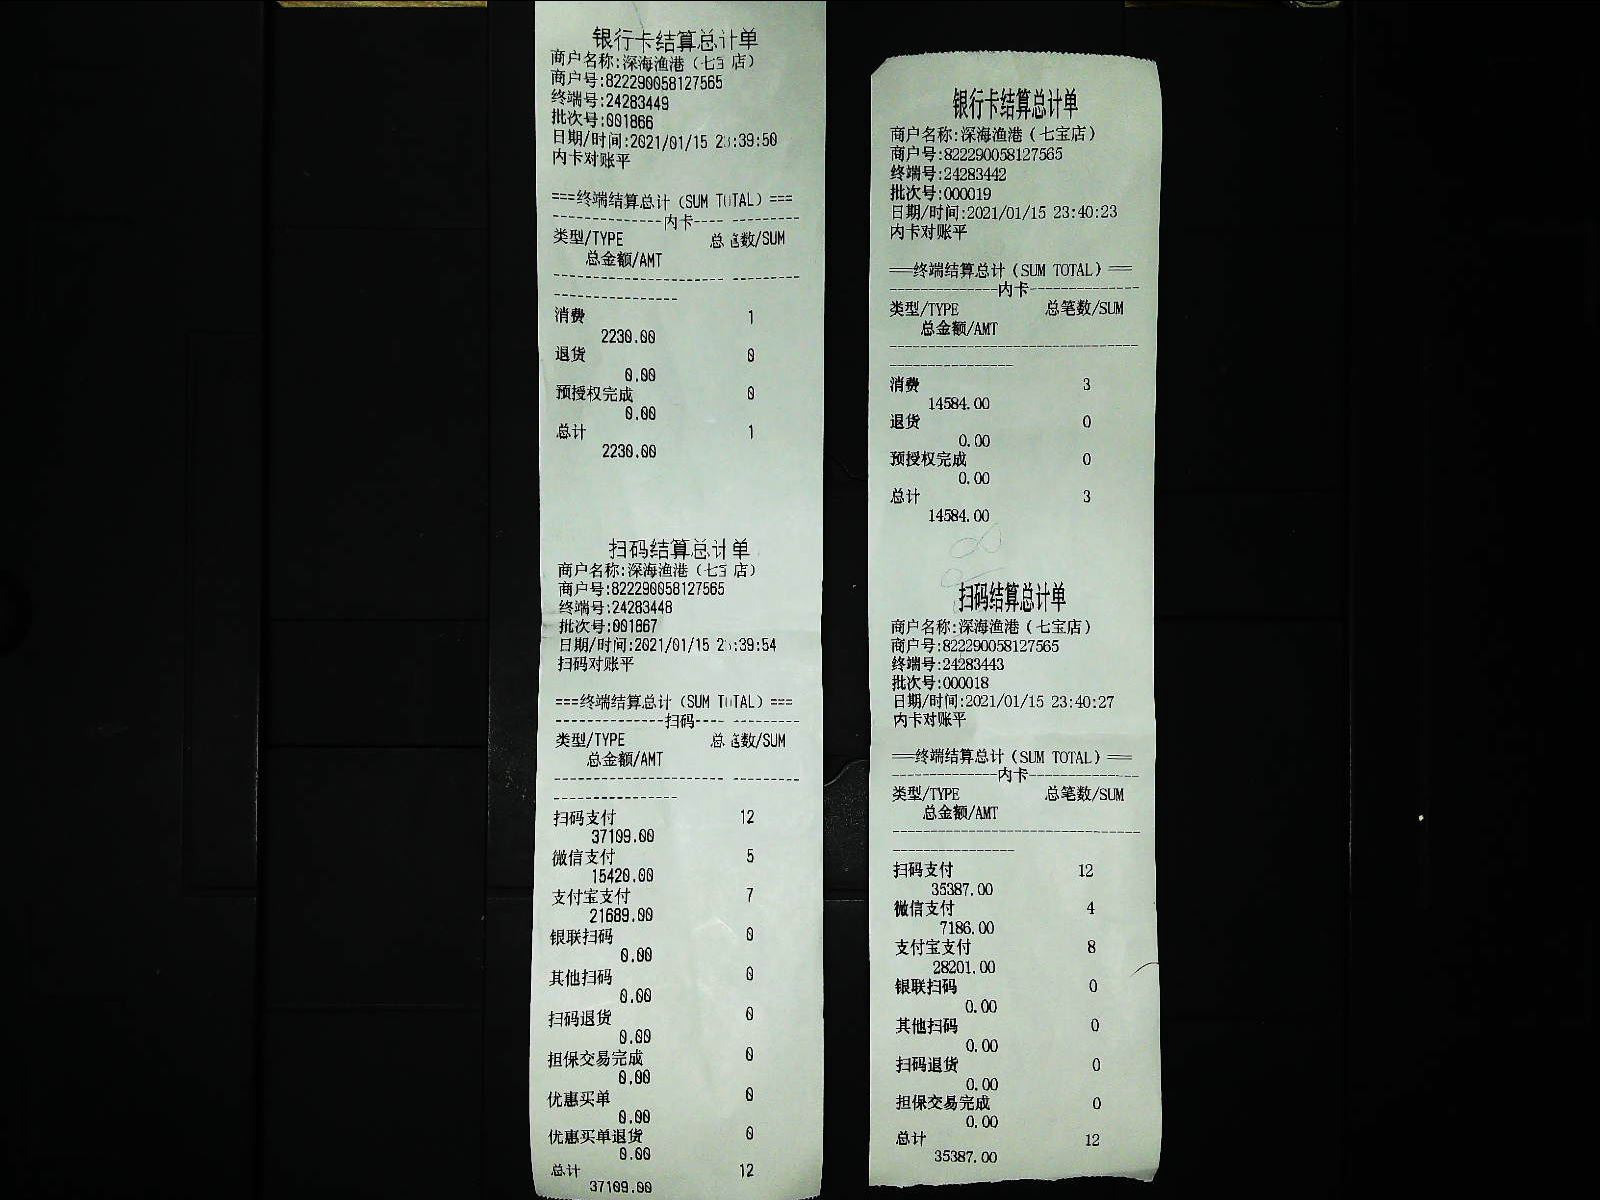 银行卡结算总计单
商户名称:深海渔港（七 店）
商户号:822290058127565
终端号:24283449
批次号:001866
日期/时间:2021/01/15 2:39:50
内卡对账平
===终端结算总计（SUM TOTAL）===
--------------内卡---- ---------
类型/TYPE 总 数/SUM
总金额/AMT
---------------------- ---------
----------------
消费 1
2230.00
退货 0
0.00
预授权完成 0
0.00
总计 1
2230.00
扫码结算总计单
商户名称:深海渔港（七 店）
商户号:822290058127565
终端号:24283448
批次号:001867
日期/时间:2021/01/15 2:39:54
扫码对账平
===终端结算总计（SUM TOTAL）===
--------------扫码---- ---------
类型/TYPE 总 数/SUM
总金额/AMT
---------------------- ---------
----------------
扫码支付 12
37109.00
微信支付 5
15420.00
支付宝支付 7
21689.00
银联扫码 0
0.00
其他扫码 0
0.00
扫码退货 0
0.00
担保交易完成 0
0.00
优惠买单 0
0.00
优惠买单退货 0
0.00
总计 12
37109.00
银行卡结算总计单
商户名称:深海渔港（七宝店）
商户号:822290058127565
终端号:24283442
批次号:000019
日期/时间:2021/01/15 23:40:23
内卡对账平
===终端结算总计（SUM TOTAL）===
--------------内卡--------------
类型/TYPE 总笔数/SUM
总金额/AMT
--------------------------------
----------------
消费 3
14584.00
退货 0
0.00
预授权完成 0
0.00
总计 3
14584.00
扫码结算总计单
商户名称:深海渔港（七宝店）
商户号:822290058127565
终端号:24283443
批次号:000018
日期/时间:2021/01/15 23:40:27
内卡对账平
===终端结算总计（SUM TOTAL）===
--------------内卡--------------
类型/TYPE 总笔数/SUM
总金额/AMT
--------------------------------
----------------
扫码支付 12
35387.00
微信支付 4
7186.00
支付宝支付 8
28201.00
银联扫码 0
0.00
其他扫码 0
0.00
扫码退货 0
0.00
担保交易完成 0
0.00
总计 12
35387.00